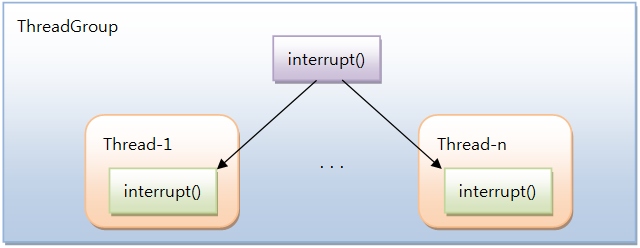 ThreadGroup
interrupt()
Thread-1
interrupt()
. . .
Thread-n
interrupt()